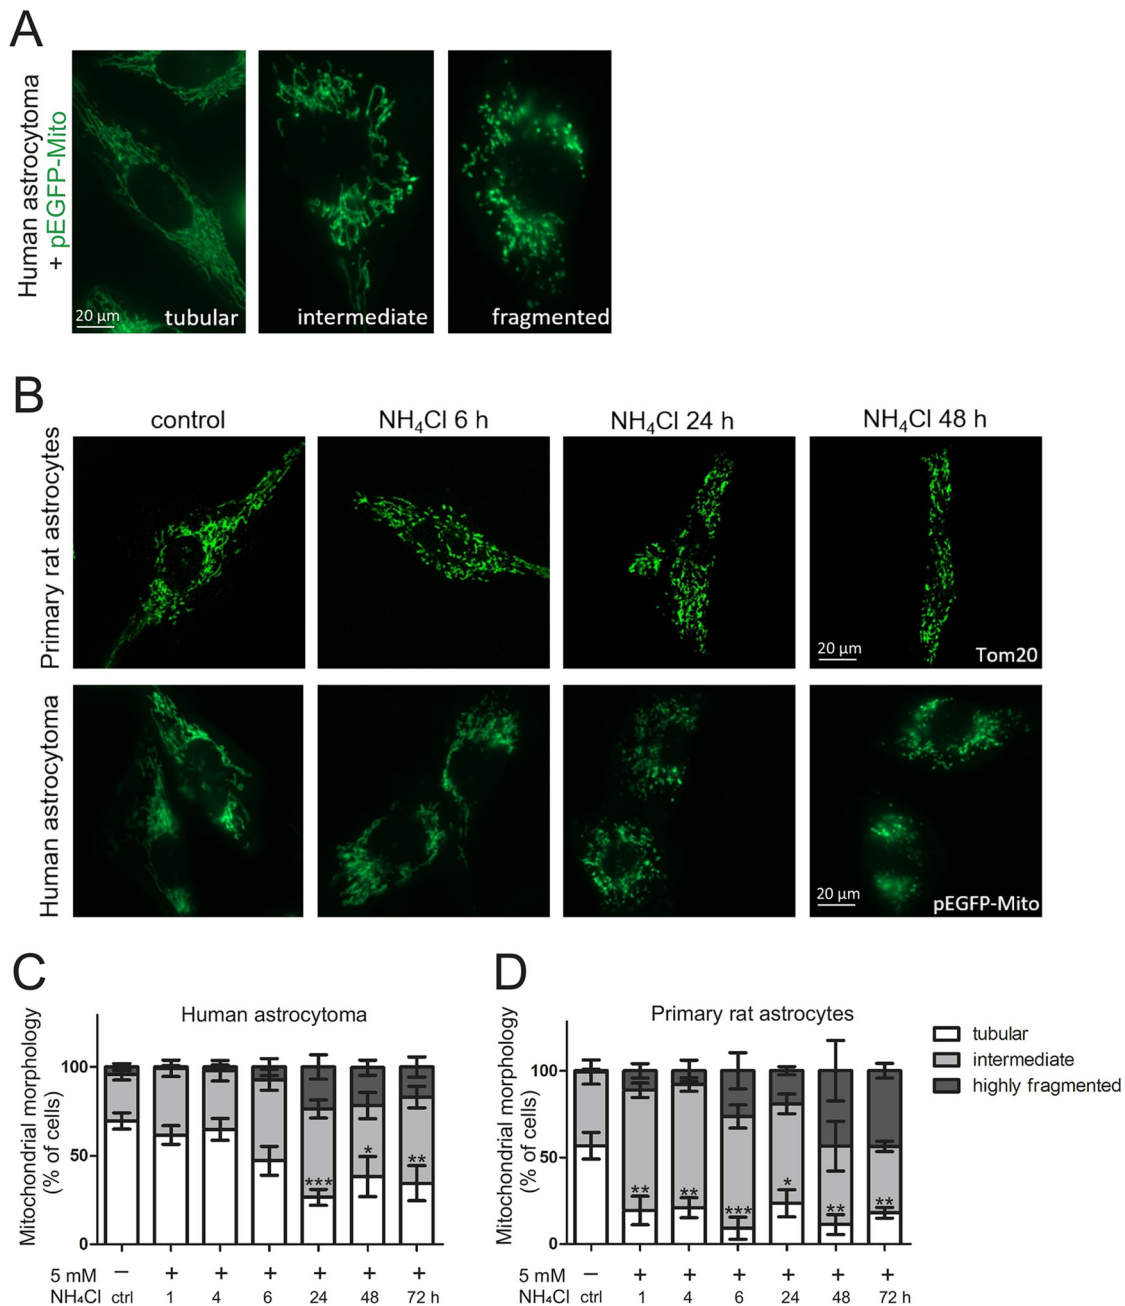 A
Human astrocytoma
+ pEGFP-Mito
20 µm
tubular
intermediate
fragmented
B
control
NH₄Cl 6 h
NH₄Cl 24 h
NH₄Cl 48 h
Primary rat astrocytes
20 µm
Tom20
Human astrocytoma
20 µm
pEGFP-Mito
C
Human astrocytoma
Mitochondrial morphology
(% of cells)
100
50
0
* 
***
**
5 mM − + + + + + +
NH₄Cl ctrl 1 4 6 24 48 72 h
D
Primary rat astrocytes
Mitochondrial morphology
(% of cells)
100
50
0
** ** *** * ** **
5 mM − + + + + + +
NH₄Cl ctrl 1 4 6 24 48 72 h
tubular
intermediate
highly fragmented